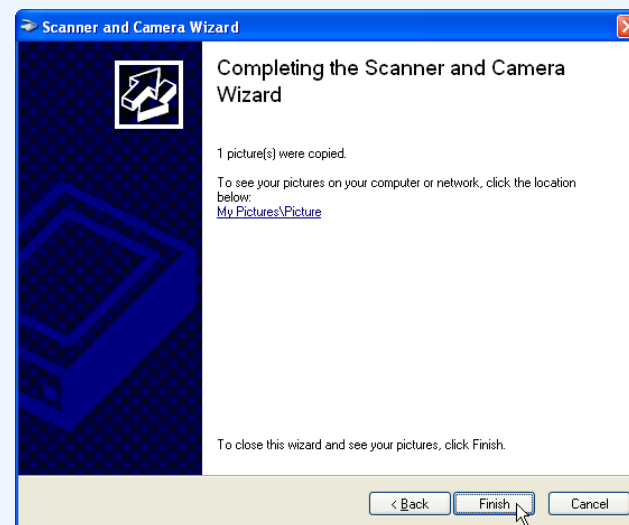 Scanner and Camera Wizard
Completing the Scanner and Camera
Wizard
1 picture(s) were copied.
To see your pictures on your computer or network, click the location
below:
My Pictures\Picture
To close this wizard and see your pictures, click Finish.
< Back Finish Cancel